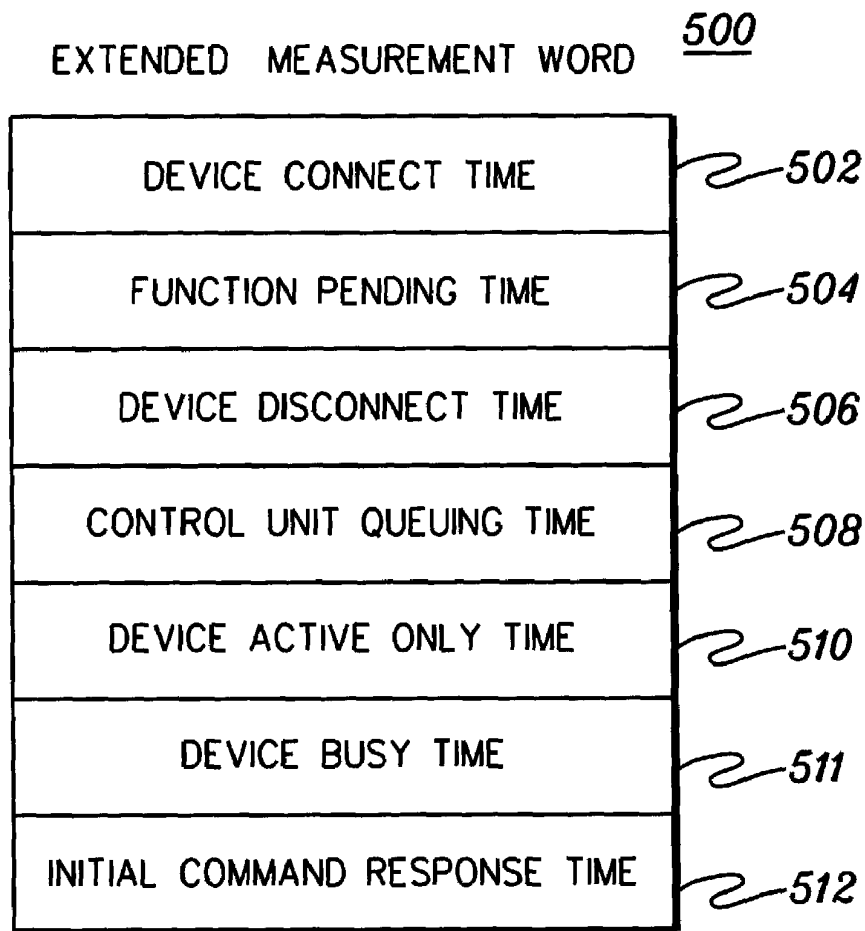 500
EXTENDED MEASUREMENT WORD
DEVICE CONNECT TIME 502
FUNCTION PENDING TIME 504
DEVICE DISCONNECT TIME 506
CONTROL UNIT QUEUING TIME 508
DEVICE ACTIVE ONLY TIME 510
DEVICE BUSY TIME 511
INITIAL COMMAND RESPONSE TIME 512